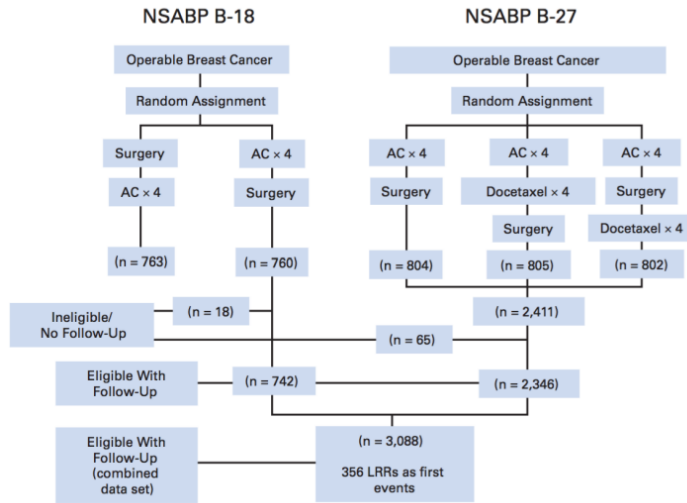 NSABP B-18
NSABP B-27
Operable Breast Cancer
Operable Breast Cancer
Random Assignment
Random Assignment
Surgery
AC × 4
AC × 4
AC × 4
AC × 4
AC × 4
Surgery
Surgery
Docetaxel × 4
Surgery
Surgery
Docetaxel × 4
(n = 763)
(n = 760)
(n = 804)
(n = 805)
(n = 802)
Ineligible/
No Follow-Up
(n = 18)
(n = 2,411)
(n = 65)
Eligible With
Follow-Up
(n = 742)
(n = 2,346)
Eligible With
Follow-Up
(combined
data set)
(n = 3,088)
356 LRRs as first
events